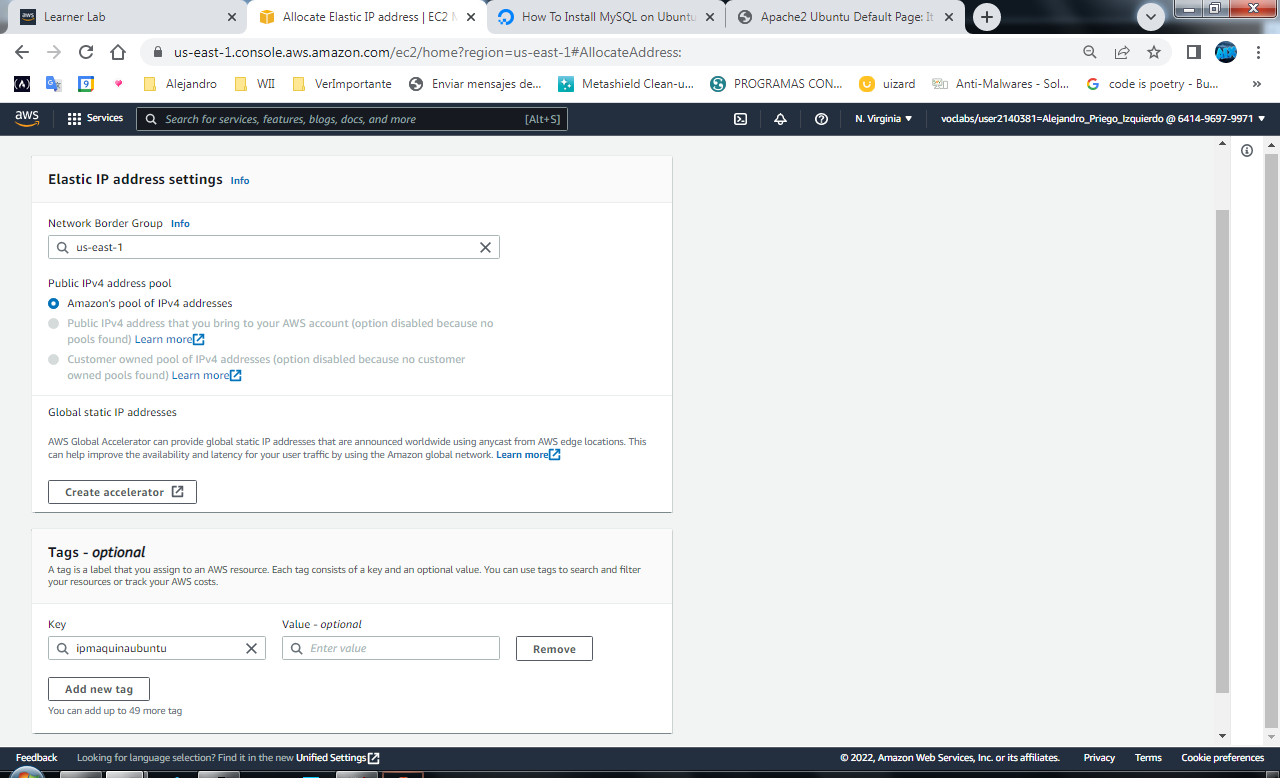 Learner Lab
Allocate Elastic IP address | EC2 M
How To Install MySQL on Ubuntu
Apache2 Ubuntu Default Page: It
us-east-1.console.aws.amazon.com/ec2/home?region=us-east-1#AllocateAddress:
Alejandro
WII
VerImportante
Enviar mensajes de...
Metashield Clean-u...
PROGRAMAS CON...
uizard
Anti-Malwares - Sol...
code is poetry - Bu...
»
aws
Services
Search for services, features, blogs, docs, and more
[Alt+S]
N. Virginia
voclabs/user2140381=Alejandro_Priego_Izquierdo @ 6414-9697-9971
Elastic IP address settings Info
Network Border Group Info
us-east-1
Public IPv4 address pool
Amazon's pool of IPv4 addresses
Public IPv4 address that you bring to your AWS account (option disabled because no
pools found) Learn more
Customer owned pool of IPv4 addresses (option disabled because no customer
owned pools found) Learn more
Global static IP addresses
AWS Global Accelerator can provide global static IP addresses that are announced worldwide using anycast from AWS edge locations. This
can help improve the availability and latency for your user traffic by using the Amazon global network. Learn more
Create accelerator
Tags - optional
A tag is a label that you assign to an AWS resource. Each tag consists of a key and an optional value. You can use tags to search and filter
your resources or track your AWS costs.
Key
Value - optional
ipmaquinaubuntu
Enter value
Remove
Add new tag
You can add up to 49 more tag
Feedback
Looking for language selection? Find it in the new Unified Settings
© 2022, Amazon Web Services, Inc. or its affiliates.
Privacy
Terms
Cookie preferences